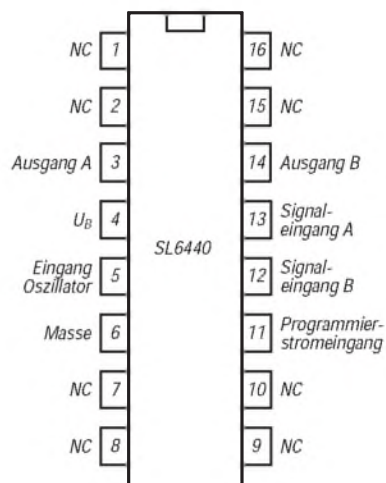 NC 1 16 NC
NC 2 15 NC
Ausgang A 3 14 Ausgang B
UB 4 13 Signal-
eingang A
SL6440
Eingang
Oszillator 5 12 Signal-
eingang B
Masse 6 11 Programmier-
stromeingang
NC 7 10 NC
NC 8 9 NC